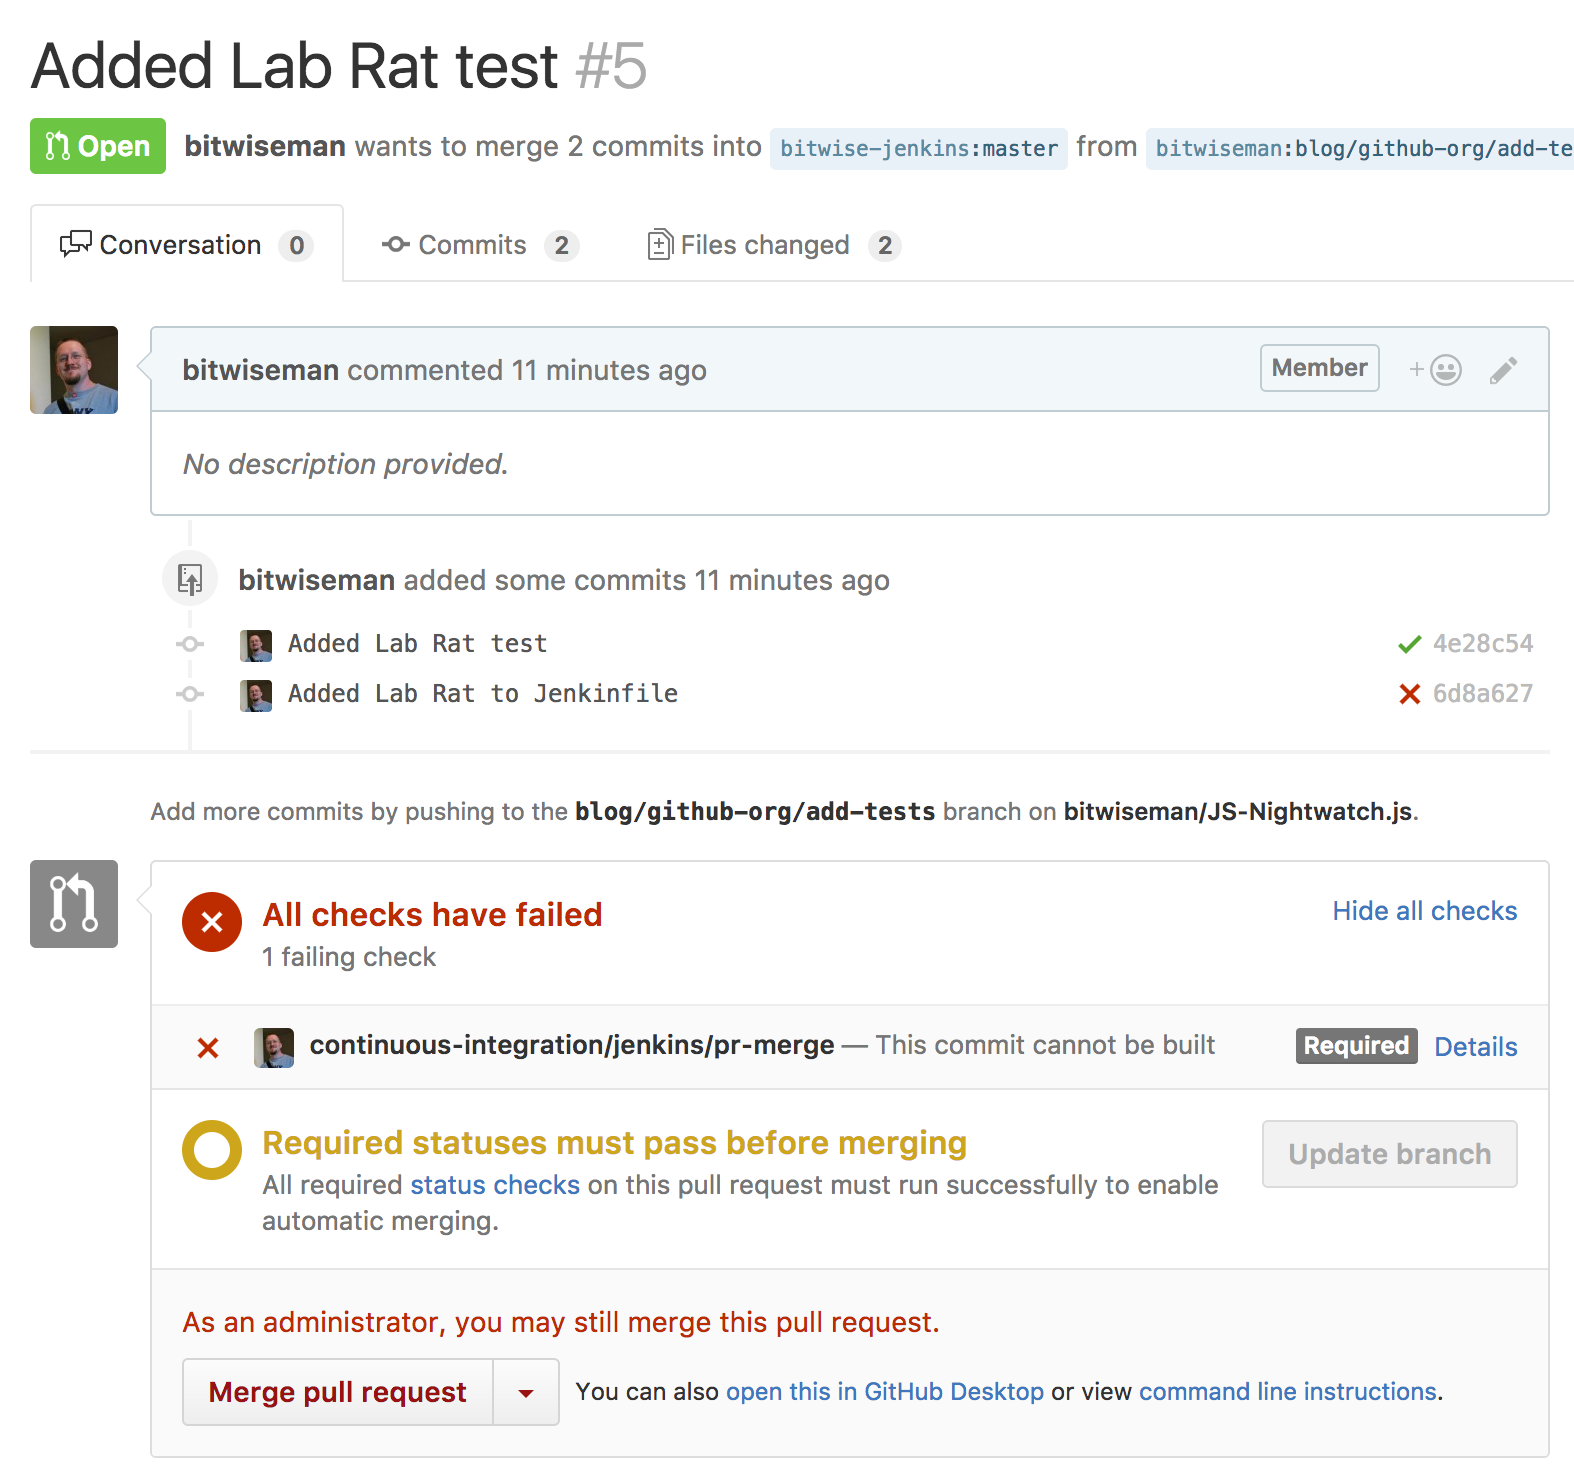 Added Lab Rat test #5
Open bitwiseman wants to merge 2 commits into bitwise-jenkins:master from bitwiseman:blog/github-org/add-te
Conversation 0 Commits 2 Files changed 2
bitwiseman commented 11 minutes ago Member
No description provided.
bitwiseman added some commits 11 minutes ago
Added Lab Rat test 4e28c54
Added Lab Rat to Jenkinfile 6d8a627
Add more commits by pushing to the blog/github-org/add-tests branch on bitwiseman/JS-Nightwatch.js.
All checks have failed Hide all checks
1 failing check
continuous-integration/jenkins/pr-merge — This commit cannot be built Required Details
Required statuses must pass before merging Update branch
All required status checks on this pull request must run successfully to enable
automatic merging.
As an administrator, you may still merge this pull request.
Merge pull request You can also open this in GitHub Desktop or view command line instructions.